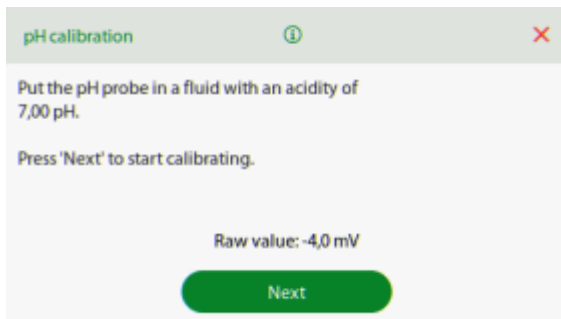 pH calibration
Put the pH probe in a fluid with an acidity of
7,00 pH.
Press 'Next' to start calibrating.
Raw value: -4,0 mV
Next